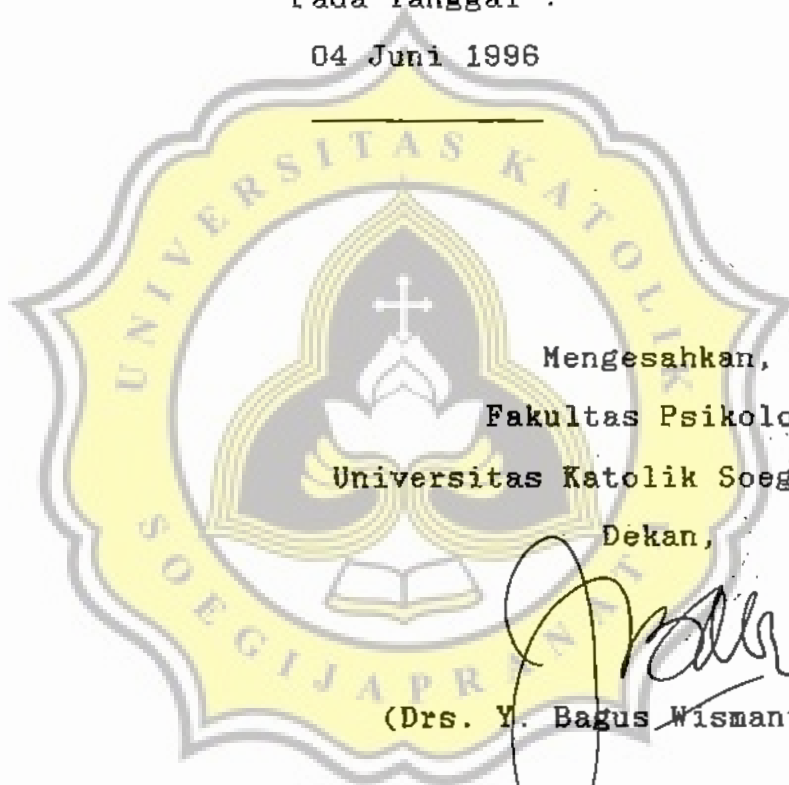 Pada Tanggal :
04 Juni 1996
UNIVERSITAS KATOLIK
Mengesahkan,
Fakultas Psikolo
Universitas Katolik Soeg
Dekan,
SOEGIJAPRANATA
(Drs. Y. Bagus Wisman